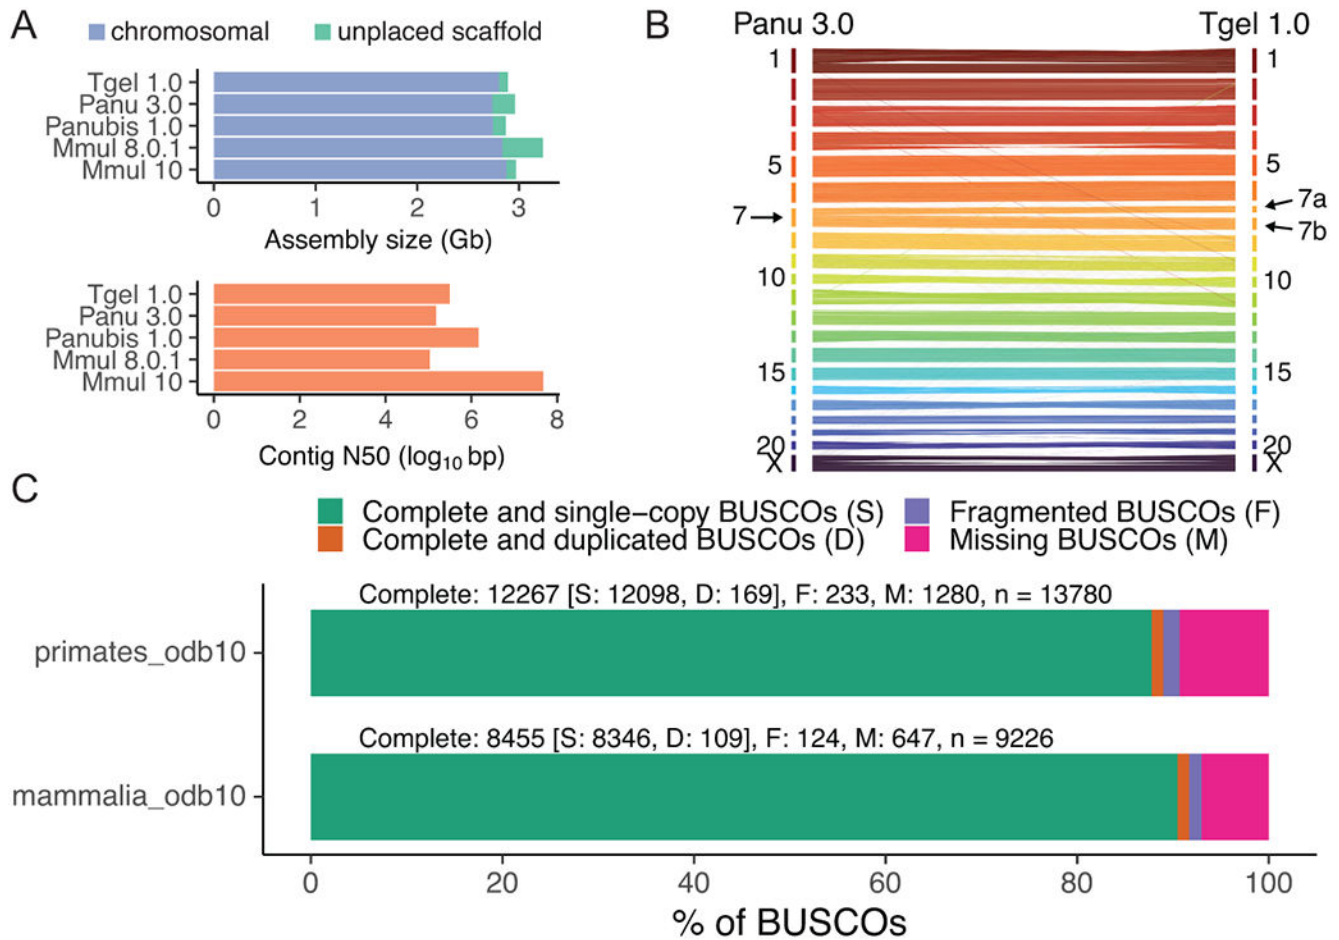 A
chromosomal
unplaced scaffold
Tgel 1.0
Panu 3.0
Panubis 1.0
Mmul 8.0.1
Mmul 10
0 1 2 3
Assembly size (Gb)
Tgel 1.0
Panu 3.0
Panubis 1.0
Mmul 8.0.1
Mmul 10
0 2 4 6 8
Contig N50 (log10 bp)
B
Panu 3.0 Tgel 1.0
1 1
5 5
7 7a
7b
10 10
15 15
20 20
X X
C
Complete and single−copy BUSCOs (S)
Complete and duplicated BUSCOs (D)
Fragmented BUSCOs (F)
Missing BUSCOs (M)
Complete: 12267 [S: 12098, D: 169], F: 233, M: 1280, n = 13780
primates_odb10
Complete: 8455 [S: 8346, D: 109], F: 124, M: 647, n = 9226
mammalia_odb10
0 20 40 60 80 100
% of BUSCOs